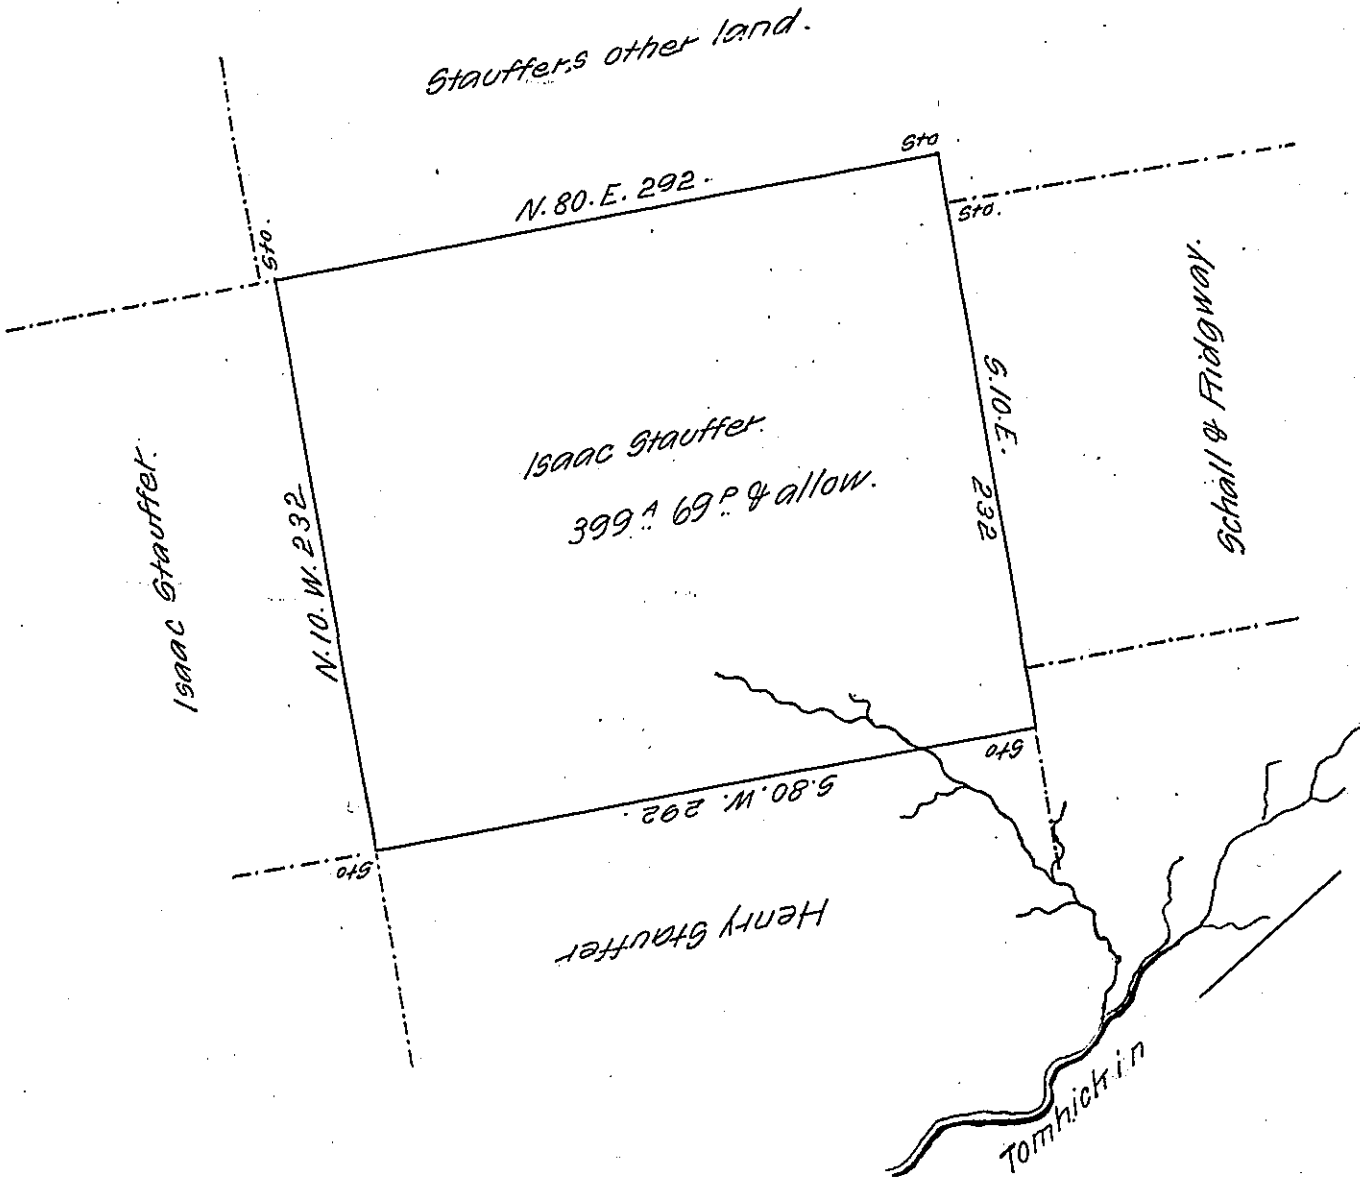 Stauffer,s other land.
Sto
N. 80. E. 292.
Sto.
Sto.
S. 10. E. 232
Schall & Ridgway.
Isaac Stauffer.
399 A 69 P & allow.
Isaac Stauffer.
N. 10. W. 232
Sto
S. 80. W. 292.
Sto
Henry Stauffer
Tomhickin